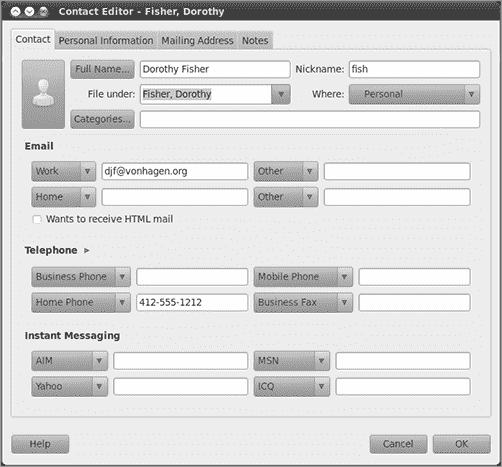 Contact Editor - Fisher, Dorothy
Contact Personal Information Mailing Address Notes
Full Name... Dorothy Fisher Nickname: fish
File under: Fisher, Dorothy Where: Personal
Categories...
Email
Work djf@vonhagen.org Other
Home Other
Wants to receive HTML mail
Telephone
Business Phone Mobile Phone
Home Phone 412-555-1212 Business Fax
Instant Messaging
AIM MSN
Yahoo ICQ
Help Cancel OK